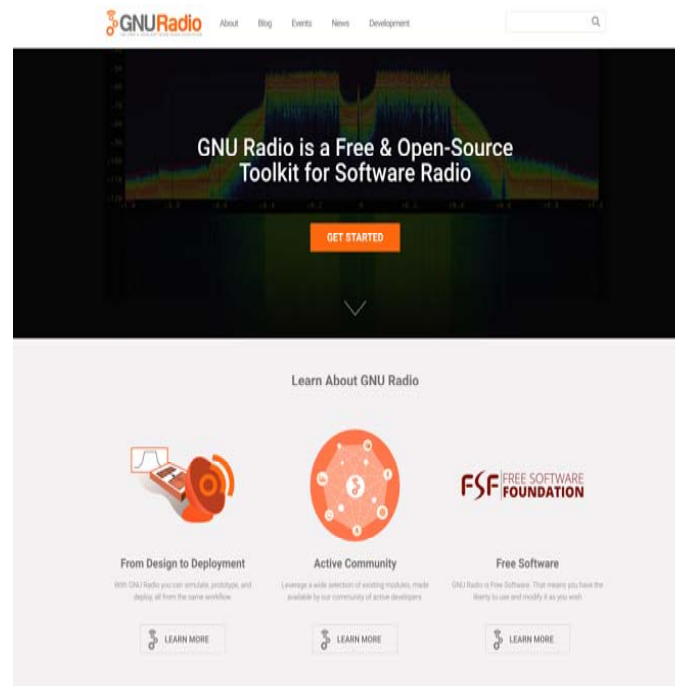 GNURadio
About Blog Events News Development
GNU Radio is a Free & Open-Source
Toolkit for Software Radio
GET STARTED
Learn About GNU Radio
FSF FREE SOFTWARE
FOUNDATION
From Design to Deployment
With GNU Radio you can simulate, prototype, and
deploy, all from the same workflow
LEARN MORE
Active Community
Leverage a wide selection of existing modules, made
available by our community of active developers
LEARN MORE
Free Software
GNU Radio is Free Software. That means you have the
liberty to use and modify it as you wish
LEARN MORE